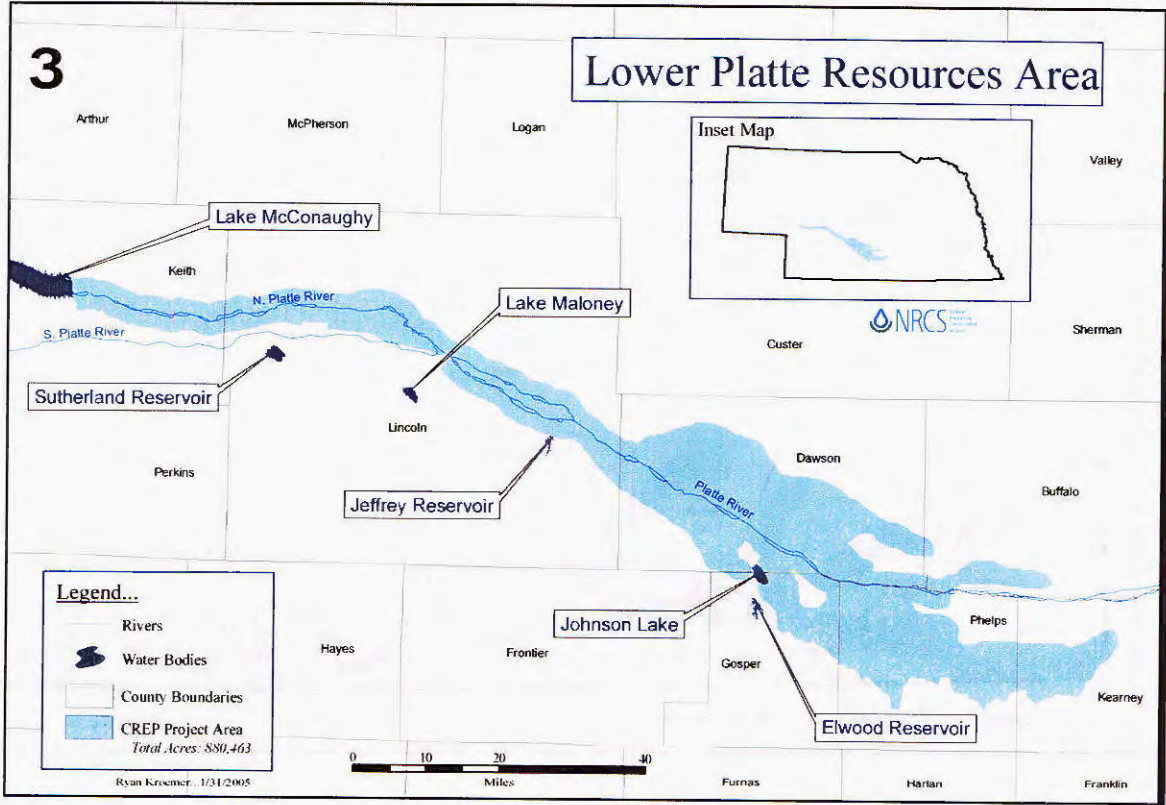 3
Lower Platte Resources Area
Arthur
McPherson
Logan
Inset Map
Valley
Lake McConaughy
Keith
N. Platte River
Lake Maloney
NRCS
S. Platte River
Custer
Sherman
Sutherland Reservoir
Lincoln
Dawson
Perkins
Platte River
Buffalo
Jeffrey Reservoir
Legend...
Rivers
Water Bodies
County Boundaries
CREP Project Area
Total Acres: 880,463
Johnson Lake
Phelps
Hayes
Frontier
Gosper
Kearney
Elwood Reservoir
0 10 20 40
Miles
Ryan Kroemer...1/31/2005
Furnas
Harlan
Franklin